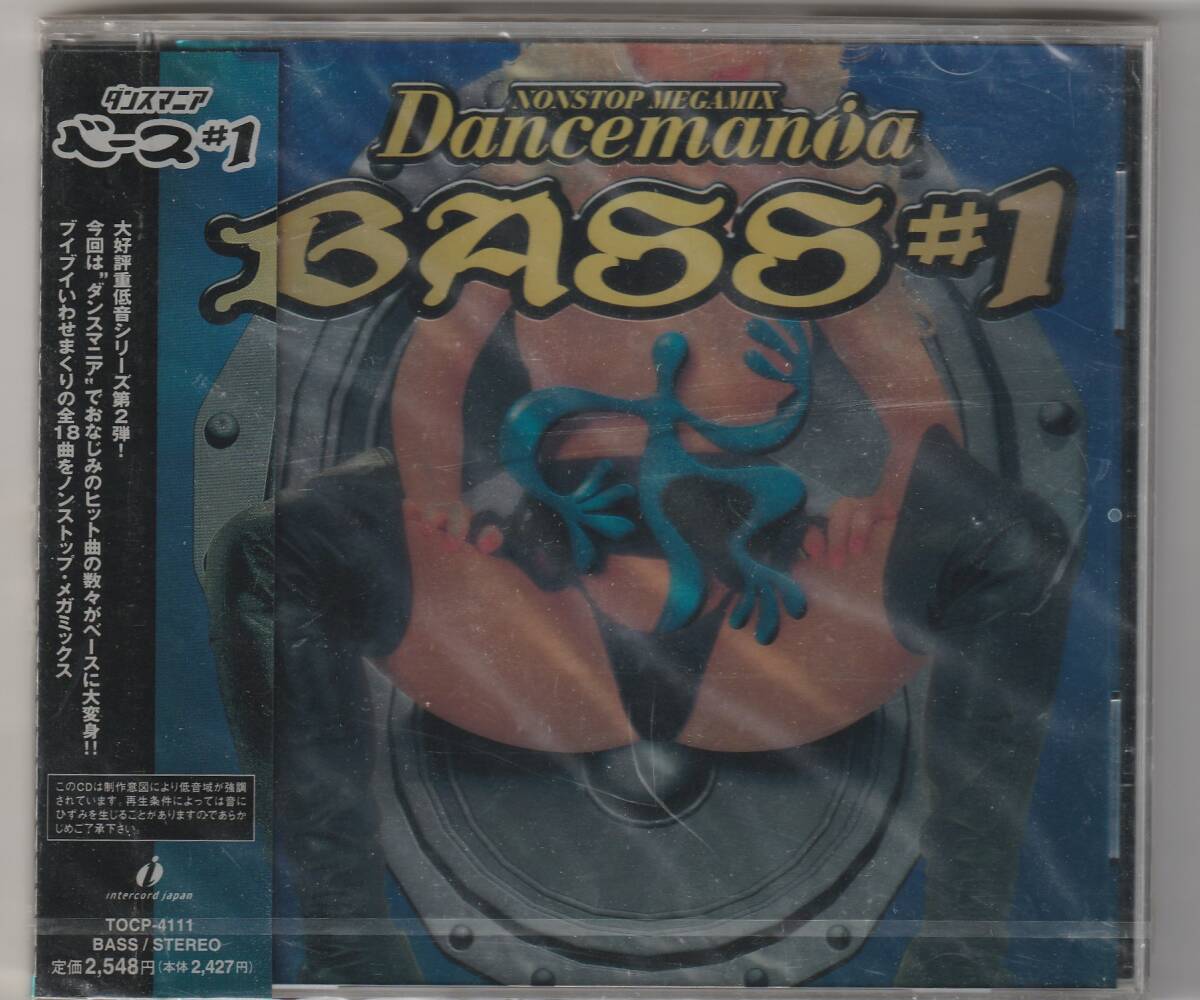 ダンスマニア
ベース#1
大好評重低音シリーズ第2弾!
今回は"ダンスマニア"でおなじみのヒット曲の数々がベースに大変身!!
ブイブイいわせまくりの全18曲をノンストップ・メガミックス
このCDは制作意図により低音域が強調
されています。再生条件によっては音に
ひずみを生じることがありますのであらか
じめご了承下さい。
intercord japan
TOCP-4111
BASS / STEREO
定価2,548円(本体2,427円)
NONSTOP MEGAMIX
Dancemania
BASS #1